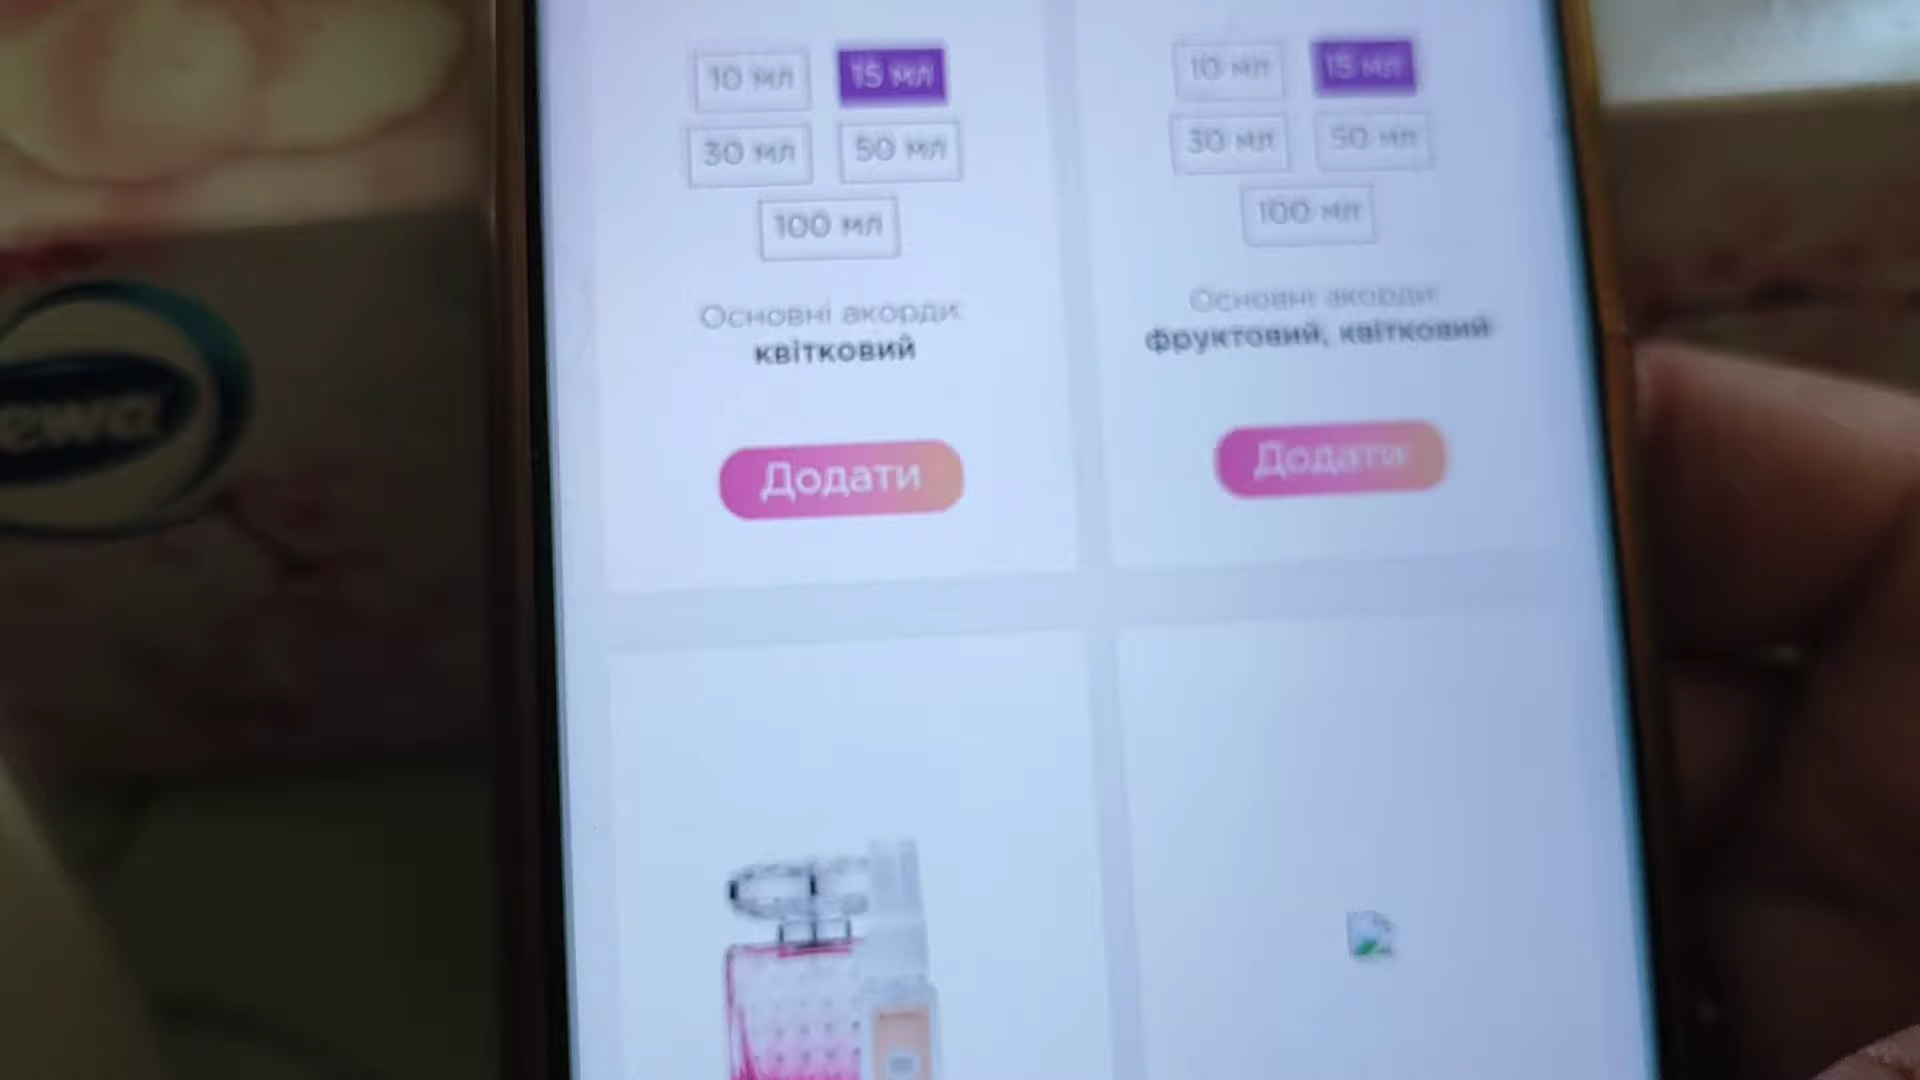 10 мл 15 мл
30 мл 50 мл
100 мл
Основні акорди:
квітковий
Додати
10 мл 15 мл
30 мл 50 мл
100 мл
Основні акорди:
фруктовий, квітковий
Додати
ewa